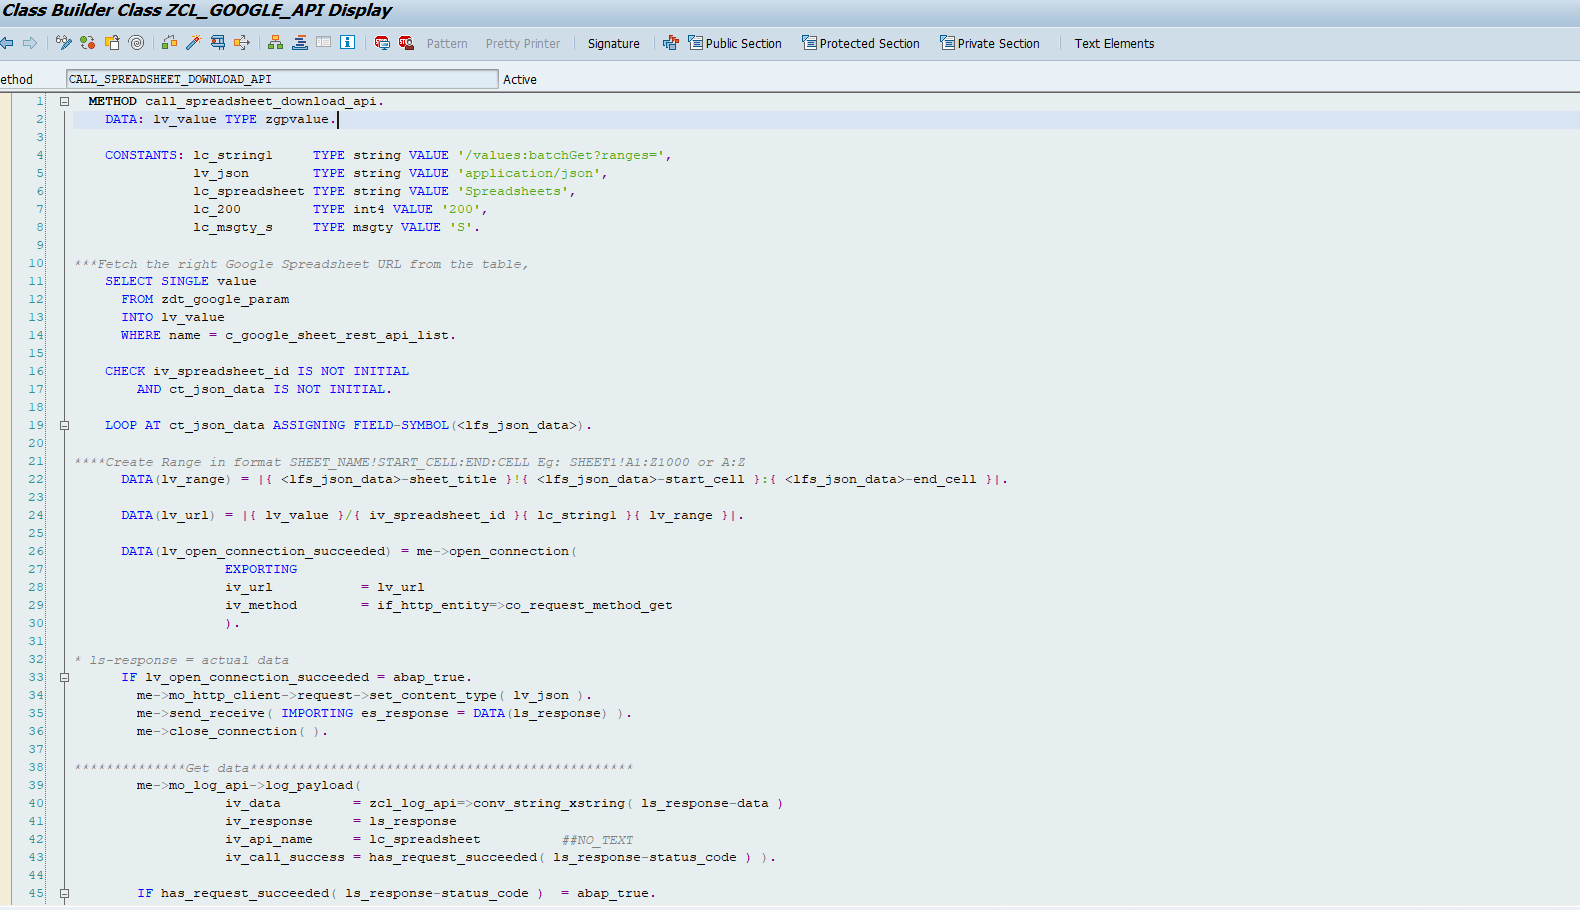 Class Builder Class ZCL_GOOGLE_API Display
Pattern Pretty Printer Signature Public Section Protected Section Private Section Text Elements
ethod CALL_SPREADSHEET_DOWNLOAD_API Active
1 METHOD call_spreadsheet_download_api.
2 DATA: lv_value TYPE zgpvalue.
3
4 CONSTANTS: lc_string1 TYPE string VALUE '/values:batchGet?ranges=',
5 lv_json TYPE string VALUE 'application/json',
6 lc_spreadsheet TYPE string VALUE 'Spreadsheets',
7 lc_200 TYPE int4 VALUE '200',
8 lc_msgty_s TYPE msgty VALUE 'S'.
9
10 ***Fetch the right Google Spreadsheet URL from the table,
11 SELECT SINGLE value
12 FROM zdt_google_param
13 INTO lv_value
14 WHERE name = c_google_sheet_rest_api_list.
15
16 CHECK iv_spreadsheet_id IS NOT INITIAL
17 AND ct_json_data IS NOT INITIAL.
18
19 LOOP AT ct_json_data ASSIGNING FIELD-SYMBOL(<lfs_json_data>).
20
21 ****Create Range in format SHEET_NAME!START_CELL:END:CELL Eg: SHEET1!A1:Z1000 or A:Z
22 DATA(lv_range) = |{ <lfs_json_data>-sheet_title }!{ <lfs_json_data>-start_cell }:{ <lfs_json_data>-end_cell }|.
23
24 DATA(lv_url) = |{ lv_value }/{ iv_spreadsheet_id }{ lc_string1 }{ lv_range }|.
25
26 DATA(lv_open_connection_succeeded) = me->open_connection(
27 EXPORTING
28 iv_url = lv_url
29 iv_method = if_http_entity=>co_request_method_get
30 ).
31
32 * ls-response = actual data
33 IF lv_open_connection_succeeded = abap_true.
34 me->mo_http_client->request->set_content_type( lv_json ).
35 me->send_receive( IMPORTING es_response = DATA(ls_response) ).
36 me->close_connection( ).
37
38 **************Get data************************************************
39 me->mo_log_api->log_payload(
40 iv_data = zcl_log_api=>conv_string_xstring( ls_response-data )
41 iv_response = ls_response
42 iv_api_name = lc_spreadsheet ##NO_TEXT
43 iv_call_success = has_request_succeeded( ls_response-status_code ) ).
44
45 IF has_request_succeeded( ls_response-status_code ) = abap_true.